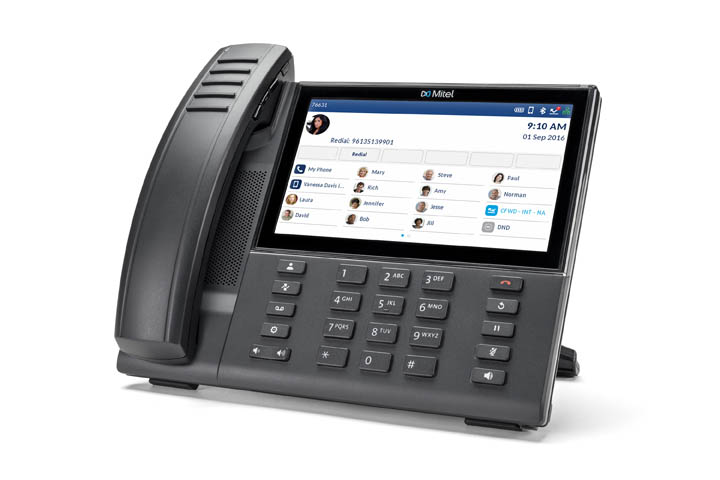 Mitel
76631
9:10 AM
01 Sep 2016
Redial: 96135139901
Redial
My Phone
Mary
Steve
Paul
Vanessa Davis I...
Rich
Amy
Norman
Laura
Jennifer
Jesse
CFWD - INT - NA
David
Bob
Jill
DND
1
2 ABC
3 DEF
4 GHI
5 JKL
6 MNO
7 PQRS
8 TUV
9 WXYZ
*
0
#